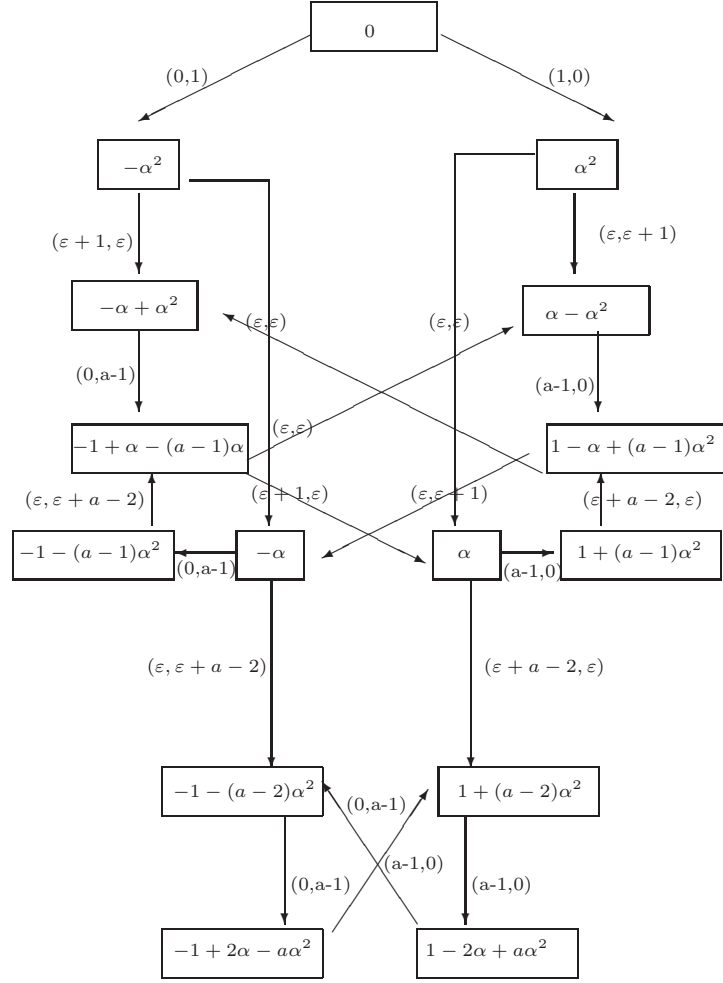 0
(0,1) (1,0)
−α² α²
(ε + 1, ε) (ε,ε + 1)
−α + α² α − α²
(ε,ε) (ε,ε)
(0,a-1) (a-1,0)
(ε,ε)
−1 + α − (a − 1)α 1 − α + (a − 1)α²
(ε, ε + a − 2) (ε + 1,ε) (ε,ε + 1) (ε + a − 2, ε)
−1 − (a − 1)α² −α α 1 + (a − 1)α²
(0,a-1) (a-1,0)
(ε, ε + a − 2) (ε + a − 2, ε)
−1 − (a − 2)α² 1 + (a − 2)α²
(0,a-1)
(a-1,0)
(0,a-1) (a-1,0)
−1 + 2α − aα² 1 − 2α + aα²